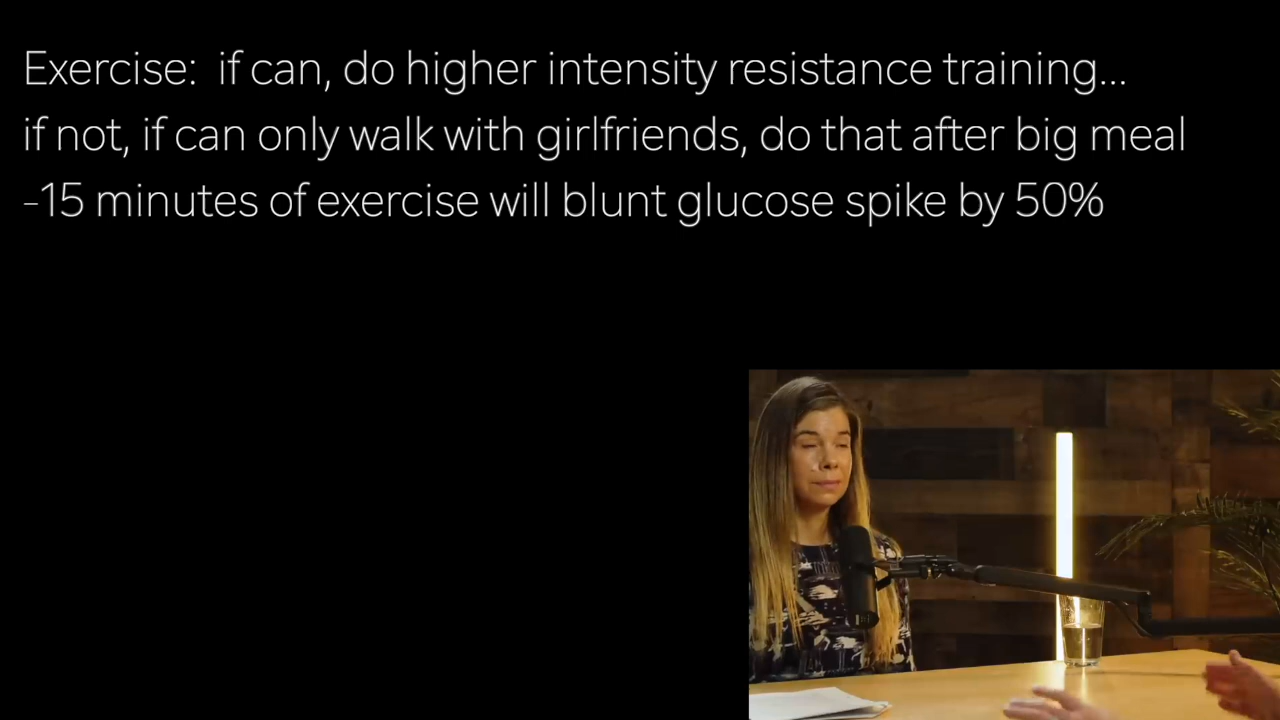 Exercise:  if can, do higher intensity resistance training...
if not, if can only walk with girlfriends, do that after big meal
-15 minutes of exercise will blunt glucose spike by 50%